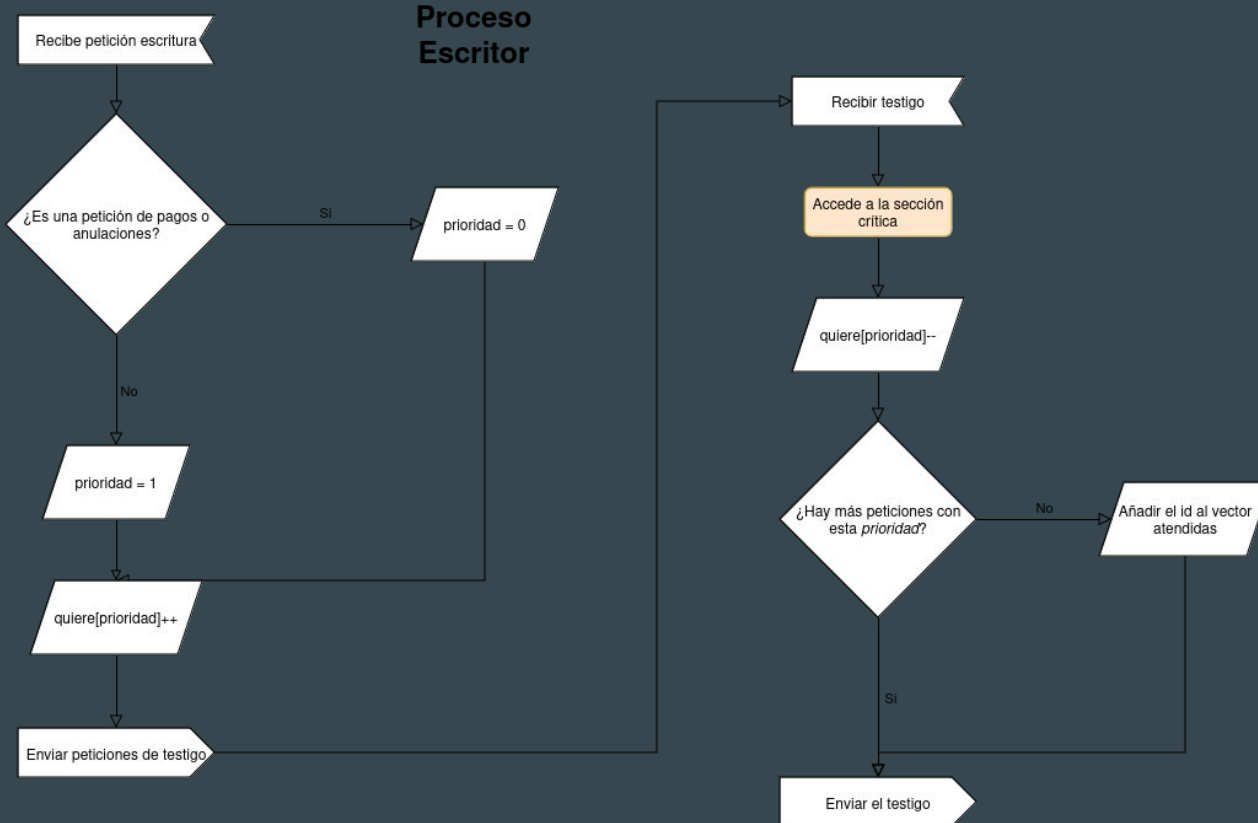 Proceso
Escritor
Recibe petición escritura
¿Es una petición de pagos o
anulaciones?
Si
prioridad = 0
No
prioridad = 1
quiere[prioridad]++
Enviar peticiones de testigo
Recibir testigo
Accede a la sección
crítica
quiere[prioridad]--
¿Hay más peticiones con
esta prioridad?
No
Añadir el id al vector
atendidas
Si
Enviar el testigo